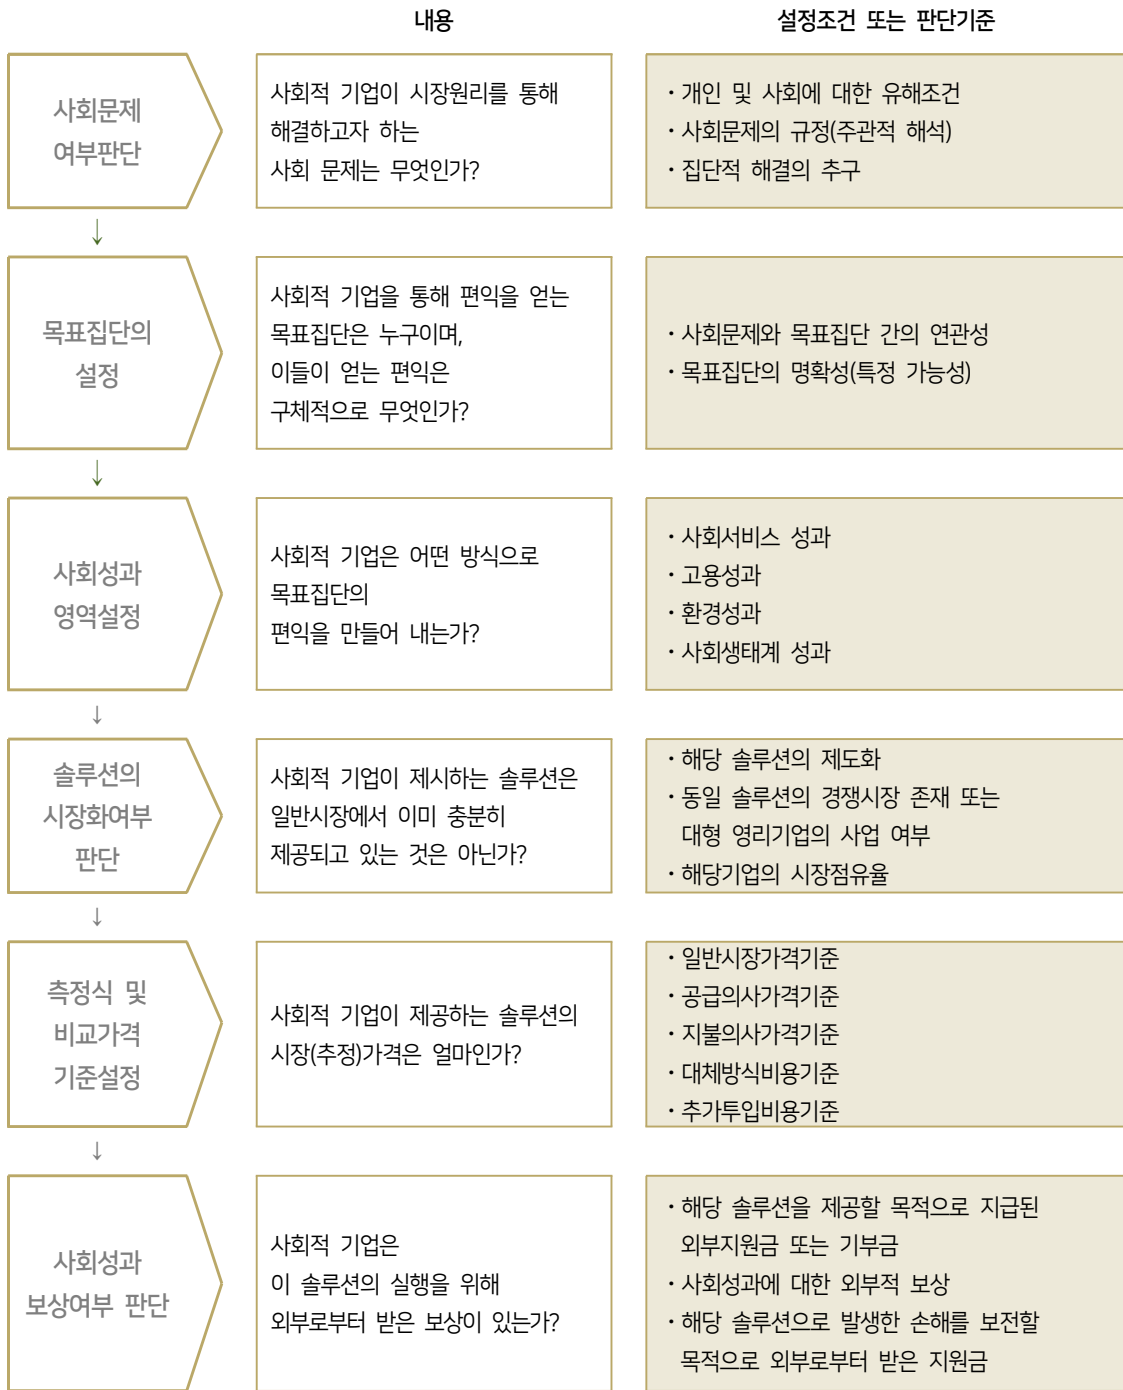 내용
설정조건 또는 판단기준
사회문제
여부판단
사회적 기업이 시장원리를 통해
해결하고자 하는
사회 문제는 무엇인가?
· 개인 및 사회에 대한 유해조건
· 사회문제의 규정(주관적 해석)
· 집단적 해결의 추구
↓
목표집단의
설정
사회적 기업을 통해 편익을 얻는
목표집단은 누구이며,
이들이 얻는 편익은
구체적으로 무엇인가?
· 사회문제와 목표집단 간의 연관성
· 목표집단의 명확성(특정 가능성)
↓
사회성과
영역설정
사회적 기업은 어떤 방식으로
목표집단의
편익을 만들어 내는가?
· 사회서비스 성과
· 고용성과
· 환경성과
· 사회생태계 성과
↓
솔루션의
시장화여부
판단
사회적 기업이 제시하는 솔루션은
일반시장에서 이미 충분히
제공되고 있는 것은 아닌가?
· 해당 솔루션의 제도화
· 동일 솔루션의 경쟁시장 존재 또는
대형 영리기업의 사업 여부
· 해당기업의 시장점유율
↓
측정식 및
비교가격
기준설정
사회적 기업이 제공하는 솔루션의
시장(추정)가격은 얼마인가?
· 일반시장가격기준
· 공급의사가격기준
· 지불의사가격기준
· 대체방식비용기준
· 추가투입비용기준
↓
사회성과
보상여부 판단
사회적 기업은
이 솔루션의 실행을 위해
외부로부터 받은 보상이 있는가?
· 해당 솔루션을 제공할 목적으로 지급된
외부지원금 또는 기부금
· 사회성과에 대한 외부적 보상
· 해당 솔루션으로 발생한 손해를 보전할
목적으로 외부로부터 받은 지원금